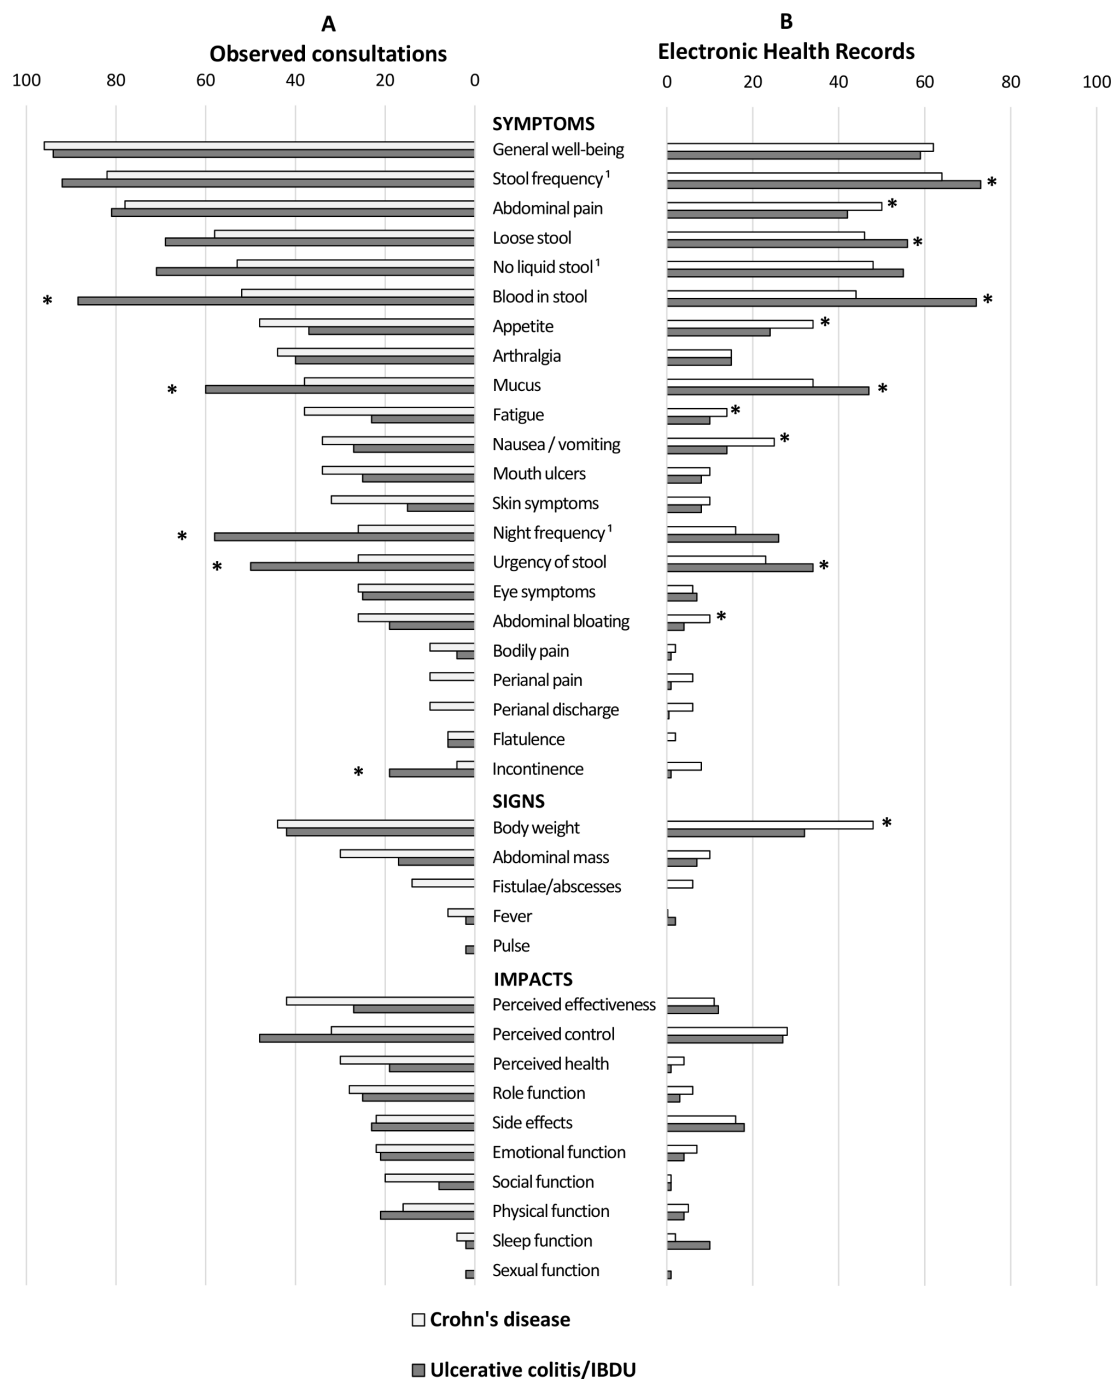 A
Observed consultations
B
Electronic Health Records
100 80 60 40 20 0
0 20 40 60 80 100
SYMPTOMS
General well-being
Stool frequency¹ *
Abdominal pain *
Loose stool *
No liquid stool¹
* Blood in stool *
Appetite *
Arthralgia
* Mucus *
Fatigue *
Nausea / vomiting *
Mouth ulcers
Skin symptoms
* Night frequency¹
* Urgency of stool *
Eye symptoms
Abdominal bloating *
Bodily pain
Perianal pain
Perianal discharge
Flatulence
* Incontinence
SIGNS
Body weight *
Abdominal mass
Fistulae/abscesses
Fever
Pulse
IMPACTS
Perceived effectiveness
Perceived control
Perceived health
Role function
Side effects
Emotional function
Social function
Physical function
Sleep function
Sexual function
Crohn's disease
Ulcerative colitis/IBDU